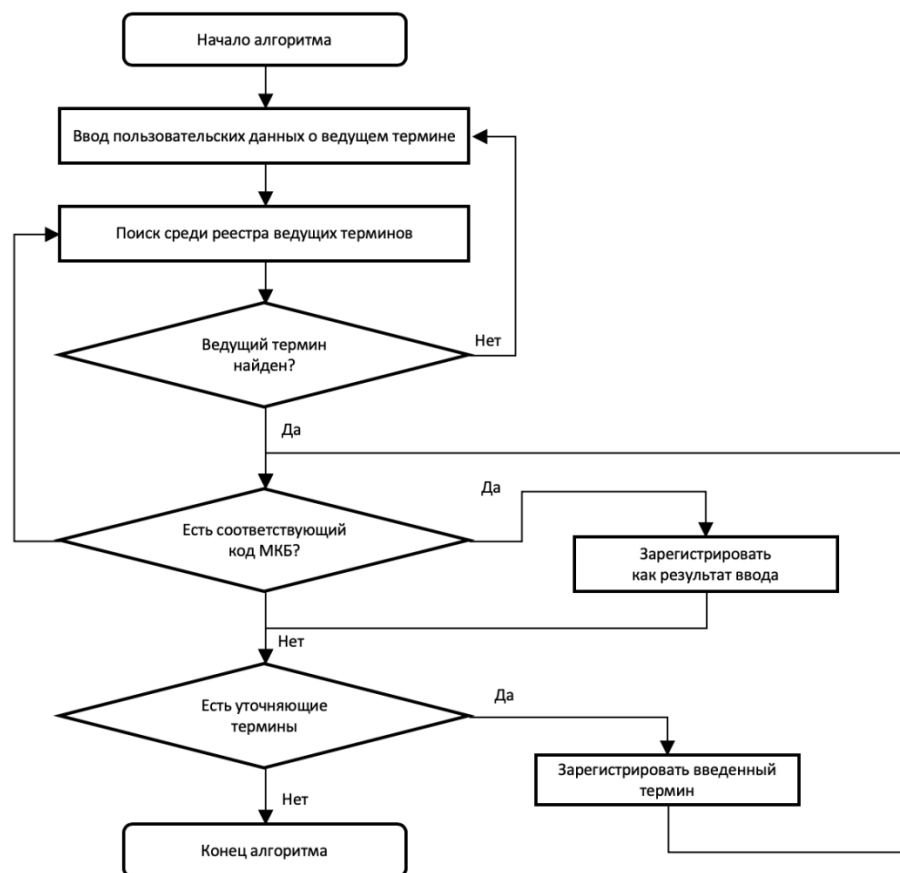 Начало алгоритма
Ввод пользовательских данных о ведущем термине
Поиск среди реестра ведущих терминов
Ведущий термин
найден?
Нет
Да
Есть соответствующий
код МКБ?
Да
Зарегистрировать
как результат ввода
Нет
Есть уточняющие
термины
Да
Зарегистрировать введенный
термин
Нет
Конец алгоритма